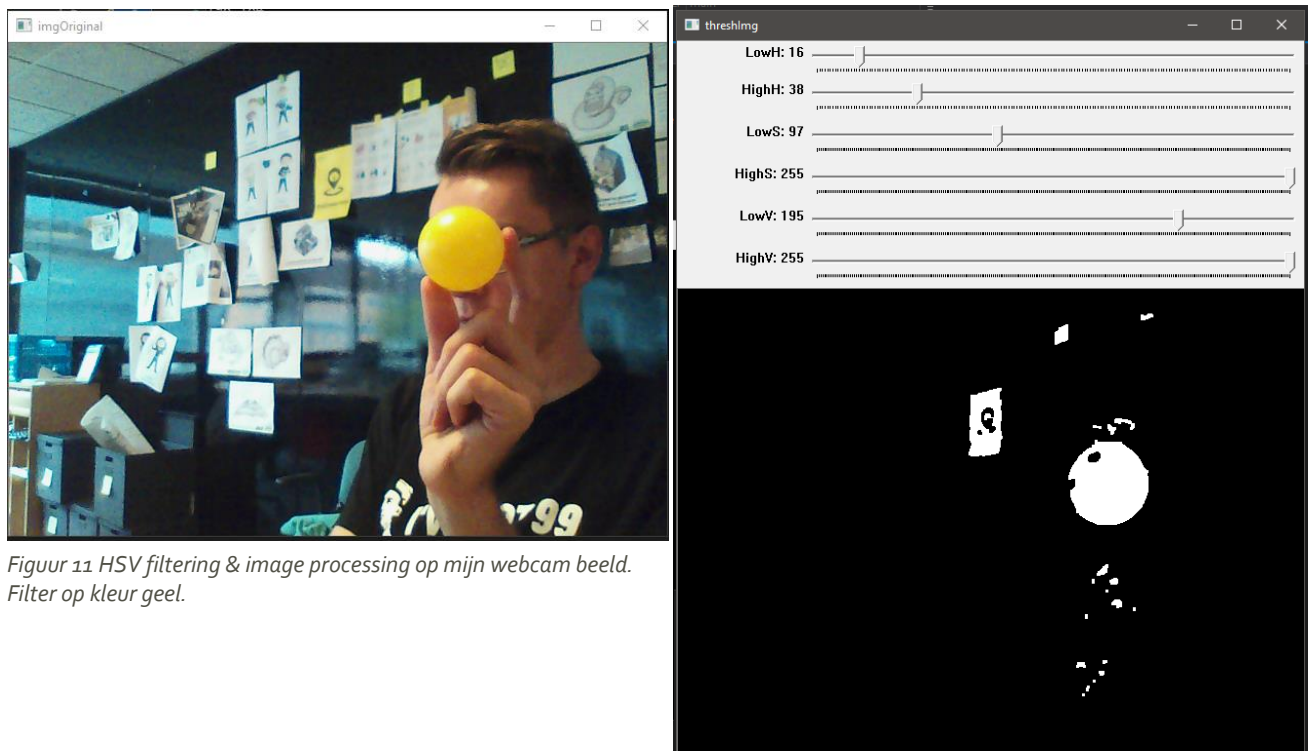 imgOriginal
Figuur 11 HSV filtering & image processing op mijn webcam beeld.
Filter op kleur geel.
threshImg
LowH: 16
HighH: 38
LowS: 97
HighS: 255
LowV: 195
HighV: 255